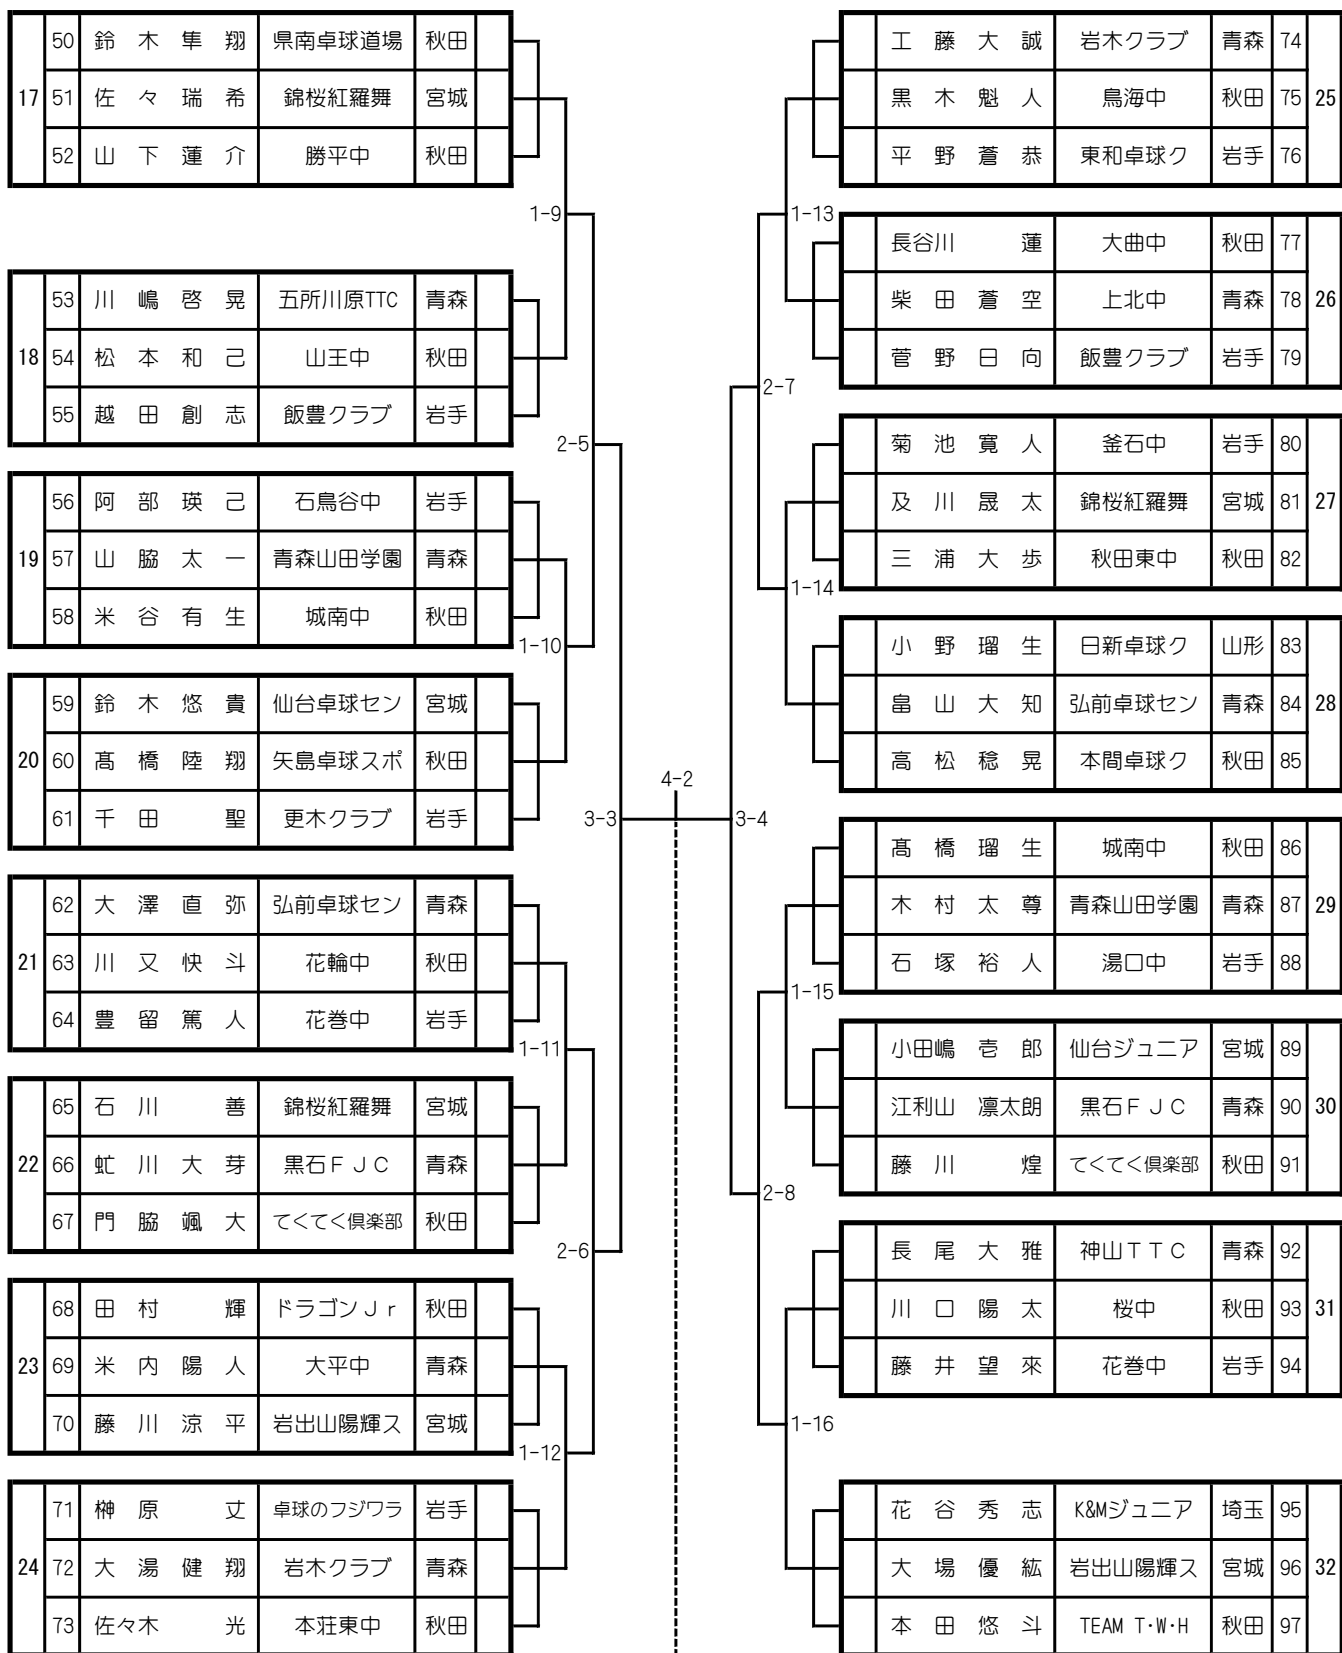 17
50 鈴木隼翔 県南卓球道場 秋田
51 佐々瑞希 錦桜紅羅舞 宮城
52 山下蓮介 勝平中 秋田
1-9
18
53 川嶋啓晃 五所川原TTC 青森
54 松本和己 山王中 秋田
55 越田創志 飯豊クラブ 岩手
2-5
19
56 阿部瑛己 石鳥谷中 岩手
57 山脇太一 青森山田学園 青森
58 米谷有生 城南中 秋田
1-10
20
59 鈴木悠貴 仙台卓球セン 宮城
60 髙橋陸翔 矢島卓球スポ 秋田
61 千田 聖 更木クラブ 岩手
3-3
21
62 大澤直弥 弘前卓球セン 青森
63 川又快斗 花輪中 秋田
64 豊留篤人 花巻中 岩手
1-11
22
65 石川 善 錦桜紅羅舞 宮城
66 虻川大芽 黒石ＦＪＣ 青森
67 門脇颯大 てくてく倶楽部 秋田
2-6
23
68 田村 輝 ドラゴンＪｒ 秋田
69 米内陽人 大平中 青森
70 藤川涼平 岩出山陽輝ス 宮城
1-12
24
71 榊原 丈 卓球のフジワラ 岩手
72 大湯健翔 岩木クラブ 青森
73 佐々木 光 本荘東中 秋田
4-2
工藤大誠 岩木クラブ 青森 74
黒木魁人 鳥海中 秋田 75
平野蒼恭 東和卓球ク 岩手 76
25
1-13
長谷川 蓮 大曲中 秋田 77
柴田蒼空 上北中 青森 78
菅野日向 飯豊クラブ 岩手 79
26
2-7
菊池寛人 釜石中 岩手 80
及川晟太 錦桜紅羅舞 宮城 81
三浦大歩 秋田東中 秋田 82
27
1-14
小野瑠生 日新卓球ク 山形 83
畠山大知 弘前卓球セン 青森 84
高松稔晃 本間卓球ク 秋田 85
28
3-4
髙橋瑠生 城南中 秋田 86
木村太尊 青森山田学園 青森 87
石塚裕人 湯口中 岩手 88
29
1-15
小田嶋壱郎 仙台ジュニア 宮城 89
江利山凛太朗 黒石ＦＪＣ 青森 90
藤川 煌 てくてく倶楽部 秋田 91
30
2-8
長尾大雅 神山ＴＴＣ 青森 92
川口陽太 桜中 秋田 93
藤井望來 花巻中 岩手 94
31
1-16
花谷秀志 K&Mジュニア 埼玉 95
大場優紘 岩出山陽輝ス 宮城 96
本田悠斗 TEAM T･W･H 秋田 97
32